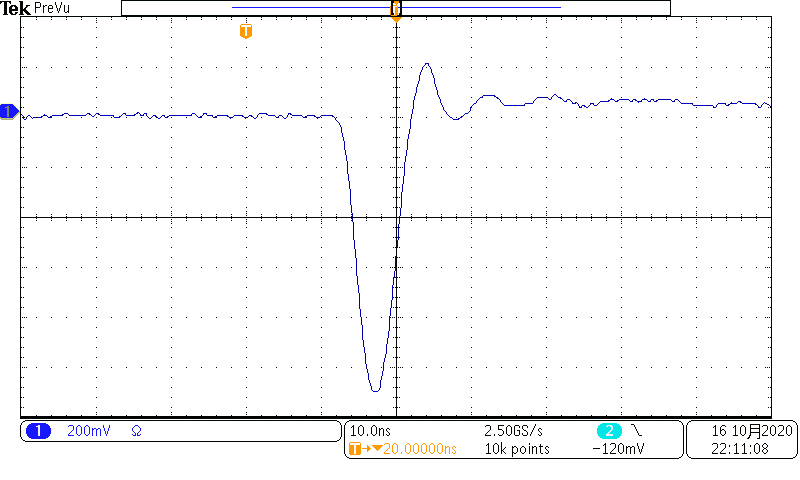 Tek PreVu
T
1
1 200mV Ω
10.0ns 2.50GS/s 2
T→▼20.00000ns 10k points −120mV
16 10月2020
22:11:08